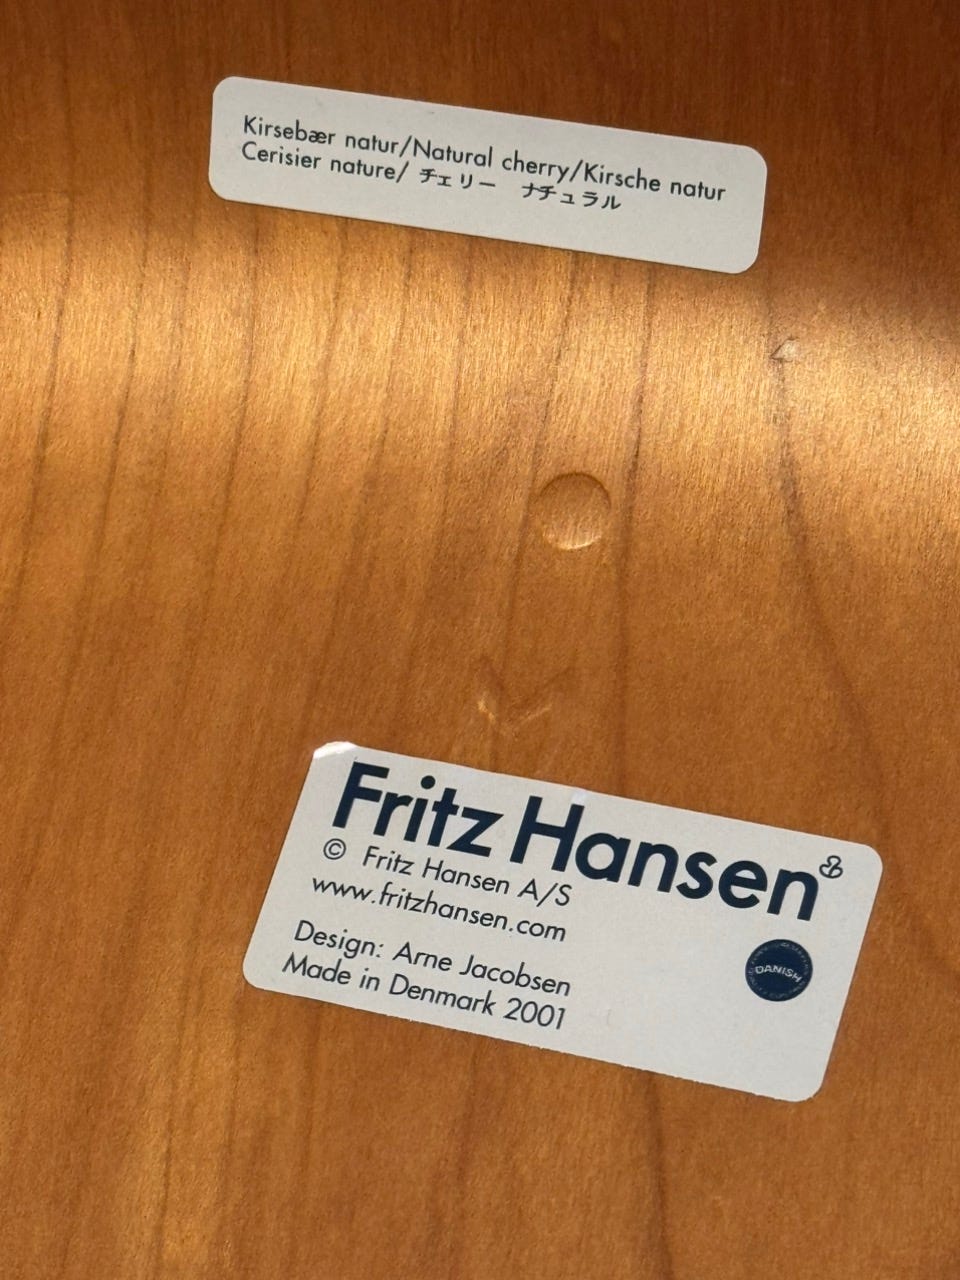 Kirsebær natur/Natural cherry/Kirsche natur
Cerisier nature/ チェリー　ナチュラル
Fritz Hansen
© Fritz Hansen A/S
www.fritzhansen.com
DANISH
Design: Arne Jacobsen
Made in Denmark 2001